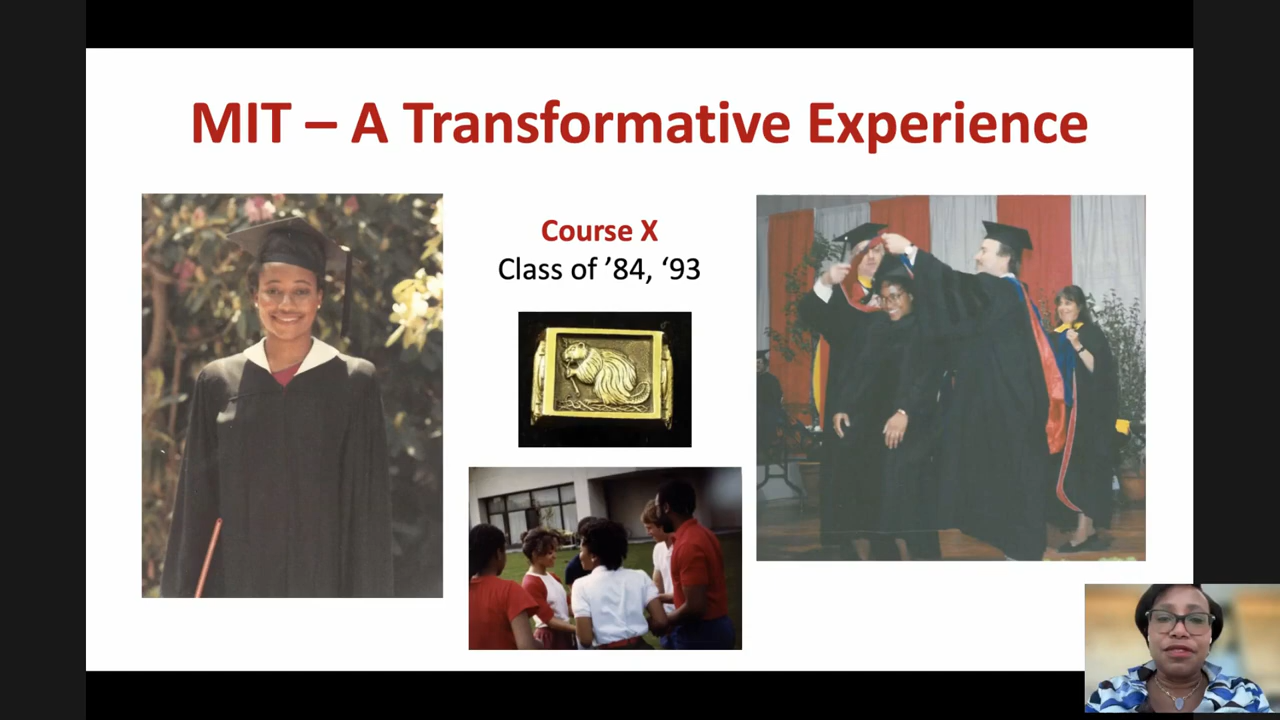 MIT – A Transformative Experience
Course X
Class of ’84, ‘93